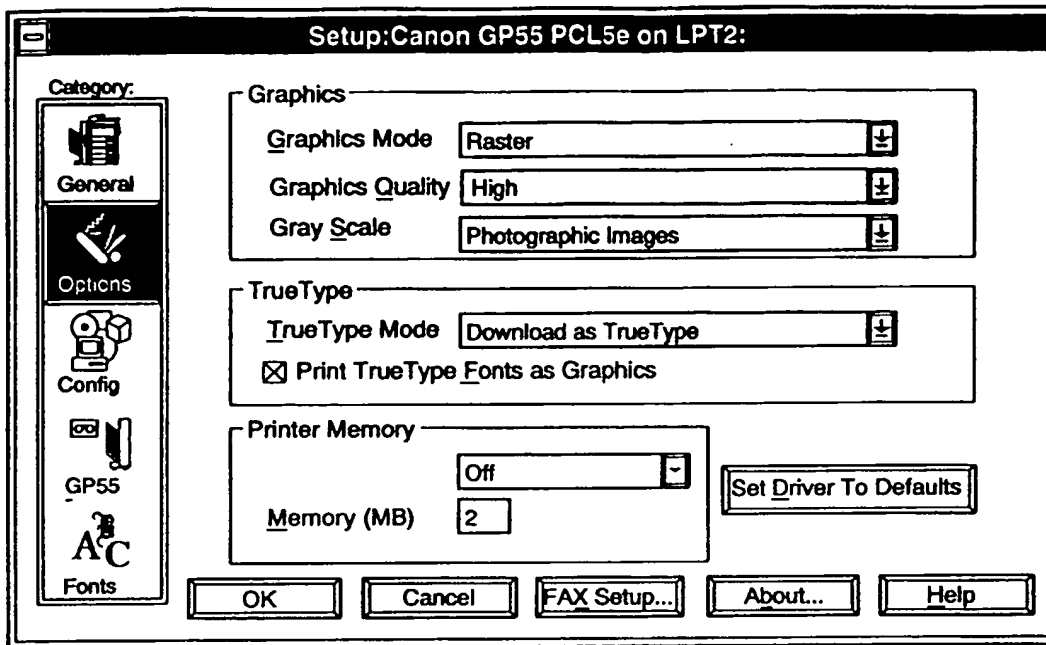 Setup:Canon GP55 PCL5e on LPT2:
Category:
General
Options
Config
GP55
Fonts
Graphics
Graphics Mode Raster
Graphics Quality High
Gray Scale Photographic Images
TrueType
TrueType Mode Download as TrueType
Print TrueType Fonts as Graphics
Printer Memory
Off
Memory (MB) 2
Set Driver To Defaults
OK Cancel FAX Setup... About... Help